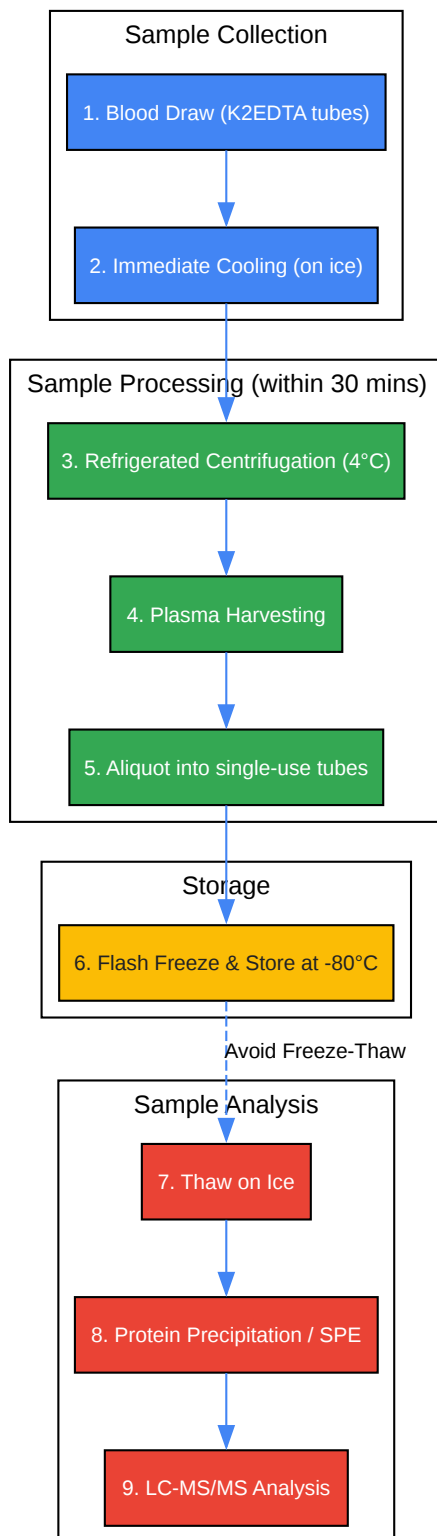 Sample Collection
1. Blood Draw (K2EDTA tubes)
2. Immediate Cooling (on ice)
Sample Processing (within 30 mins)
3. Refrigerated Centrifugation (4°C)
4. Plasma Harvesting
5. Aliquot into single-use tubes
Storage
6. Flash Freeze & Store at -80°C
Avoid Freeze-Thaw
Sample Analysis
7. Thaw on Ice
8. Protein Precipitation / SPE
9. LC-MS/MS Analysis